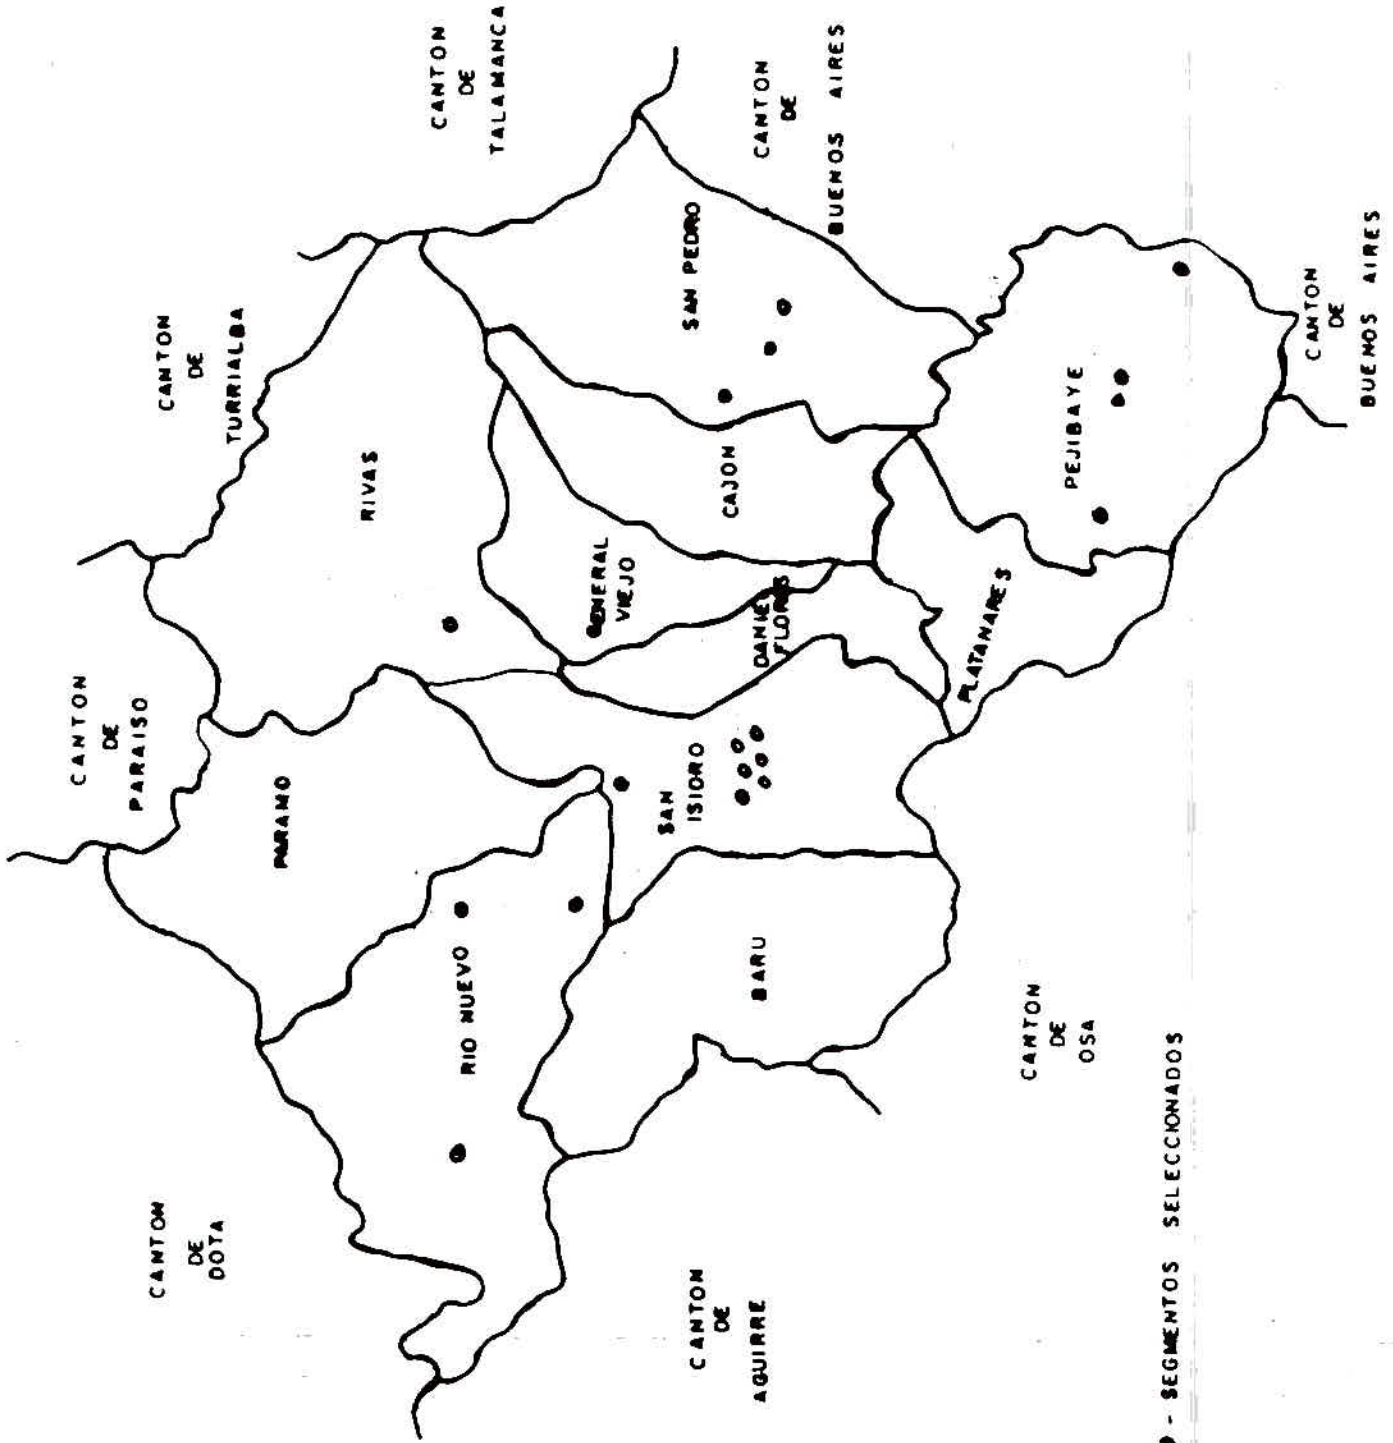 CANTON
DE
PARAISO
CANTON
DE
DOTA
CANTON
DE
TURRIALBA
PARAMO
RIVAS
CANTON
DE
TALAMANCA
RIO NUEVO
GENERAL
VIEJO
SAN
ISIDRO
SAN PEDRO
CANTON
DE
AGUIRRE
CAJON
BARU
DANIEL
FLORES
CANTON
DE
BUENOS AIRES
PLATANARES
CANTON
DE
OSA
PEJIBAYE
- SEGMENTOS SELECCIONADOS
CANTON
DE
BUENOS AIRES